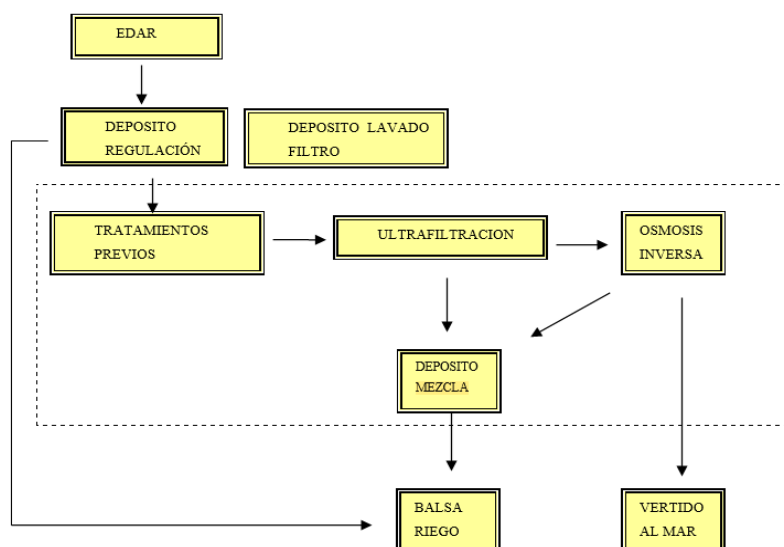 EDAR
DEPOSITO
REGULACIÓN
DEPOSITO LAVADO
FILTRO
TRATAMIENTOS
PREVIOS
ULTRAFILTRACION
OSMOSIS
INVERSA
DEPOSITO
MEZCLA
BALSA
RIEGO
VERTIDO
AL MAR